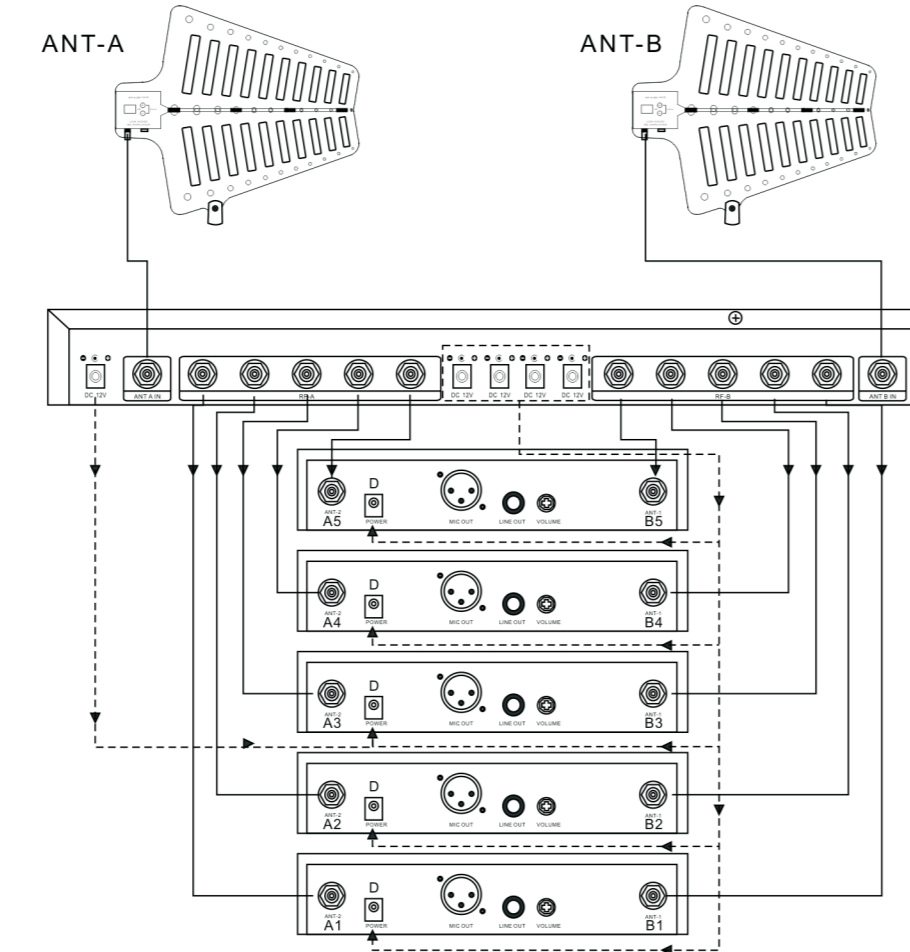 ANT-A
ANT-B
DC 12V
ANT A IN
RF-A
DC 12V
DC 12V
DC 12V
DC 12V
RF-B
ANT B IN
D
ANT-2
A5
POWER
MIC OUT
LINE OUT
VOLUME
ANT-1
B5
D
ANT-2
A4
POWER
MIC OUT
LINE OUT
VOLUME
ANT-1
B4
D
ANT-2
A3
POWER
MIC OUT
LINE OUT
VOLUME
ANT-1
B3
D
ANT-2
A2
POWER
MIC OUT
LINE OUT
VOLUME
ANT-1
B2
D
ANT-2
A1
POWER
MIC OUT
LINE OUT
VOLUME
ANT-1
B1